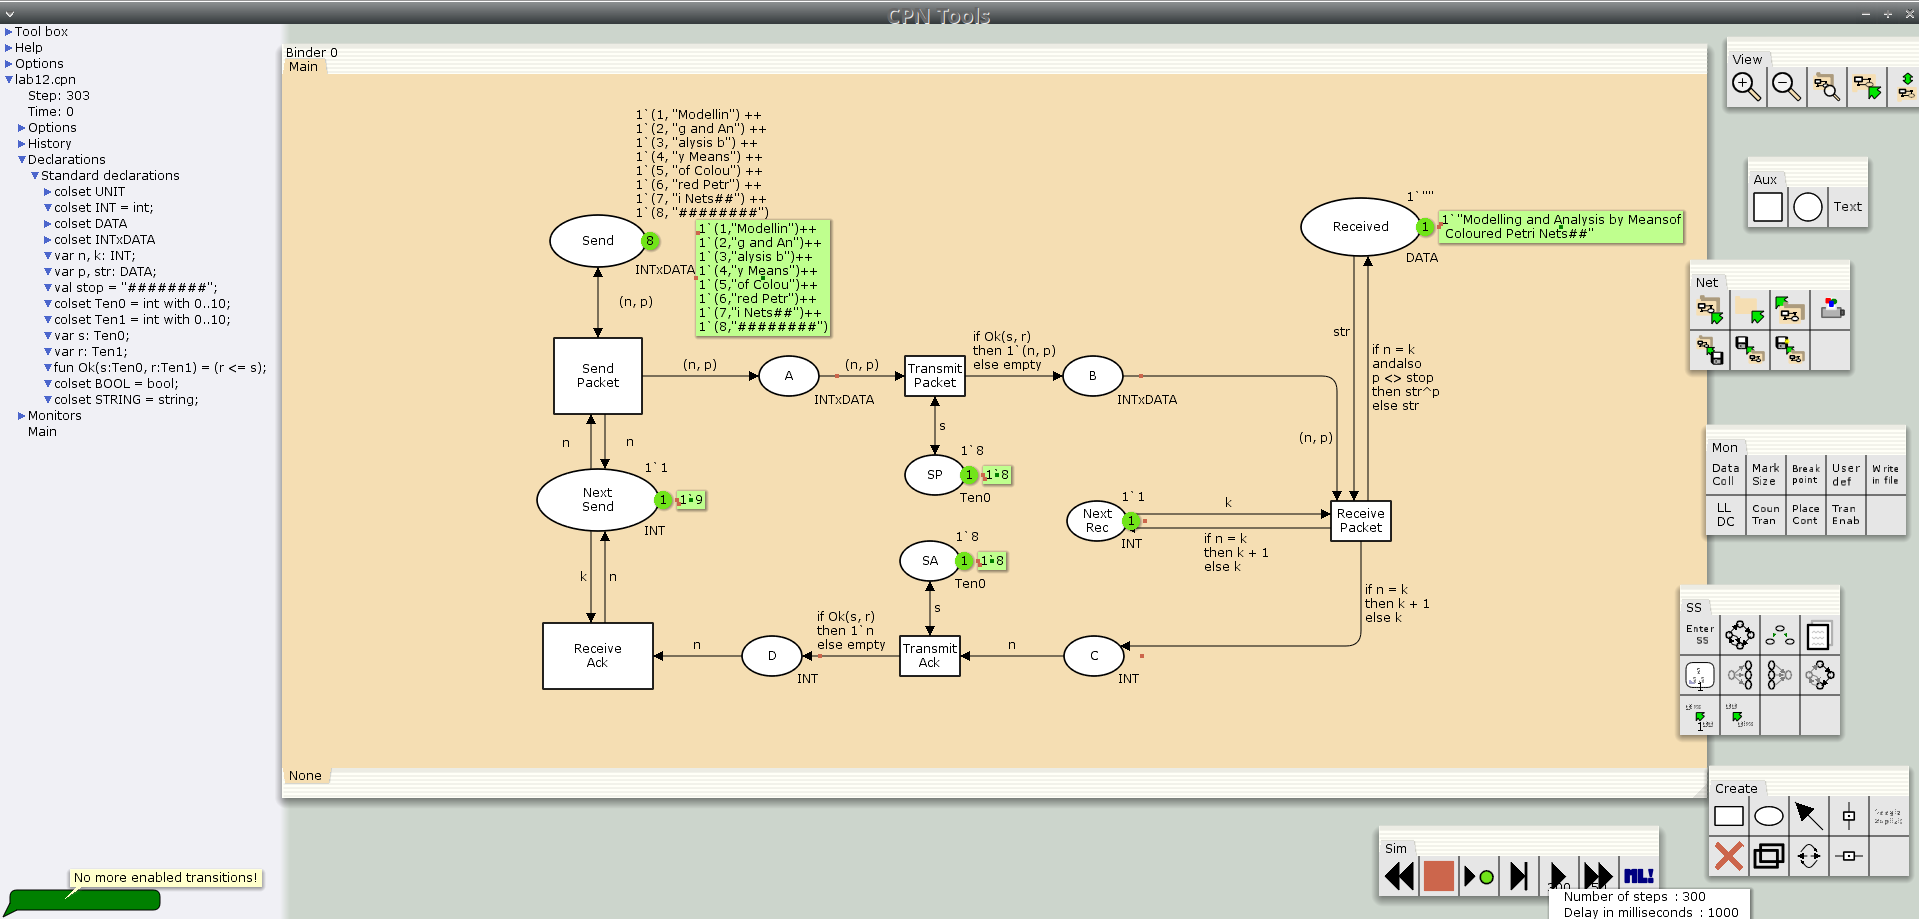 CPN Tools
Tool box
Help
Options
lab12.cpn
Step: 303
Time: 0
Options
History
Declarations
Standard declarations
colset UNIT
colset INT = int;
colset DATA
colset INTxDATA
var n, k: INT;
var p, str: DATA;
val stop = "########";
colset Ten0 = int with 0..10;
colset Ten1 = int with 0..10;
var s: Ten0;
var r: Ten1;
fun Ok(s:Ten0, r:Ten1) = (r <= s);
colset BOOL = bool;
colset STRING = string;
Monitors
Main
No more enabled transitions!
Binder 0
Main
1`(1, "Modellin") ++
1`(2, "g and An") ++
1`(3, "alysis b") ++
1`(4, "y Means") ++
1`(5, "of Colou") ++
1`(6, "red Petr") ++
1`(7, "i Nets##") ++
1`(8, "########")
Send
8
INTxDATA
1`(1,"Modellin")++
1`(2,"g and An")++
1`(3,"alysis b")++
1`(4,"y Means")++
1`(5,"of Colou")++
1`(6,"red Petr")++
1`(7,"i Nets##")++
1`(8,"########")
(n, p)
Send
Packet
(n, p)
A
INTxDATA
(n, p)
Transmit
Packet
if Ok(s, r)
then 1`(n, p)
else empty
B
INTxDATA
(n, p)
1`""
Received
1
1`"Modelling and Analysis by Meansof
Coloured Petri Nets##"
DATA
str
if n = k
andalso
p <> stop
then str^p
else str
n
n
1`1
Next
Send
1
1`9
INT
s
1`8
SP
1
1`8
Ten0
1`8
SA
1
1`8
Ten0
s
1`1
Next
Rec
1
INT
k
if n = k
then k + 1
else k
Receive
Packet
if n = k
then k + 1
else k
k
n
Receive
Ack
n
D
INT
if Ok(s, r)
then 1`n
else empty
Transmit
Ack
n
C
INT
None
View
Aux
Text
Net
Mon
Data
Coll
Mark
Size
Break
point
User
def
Write
in file
LL
DC
Coun
Tran
Place
Cont
Tran
Enab
SS
Enter
SS
1
1
Create
Sim
ML!
Number of steps : 300
Delay in milliseconds : 1000